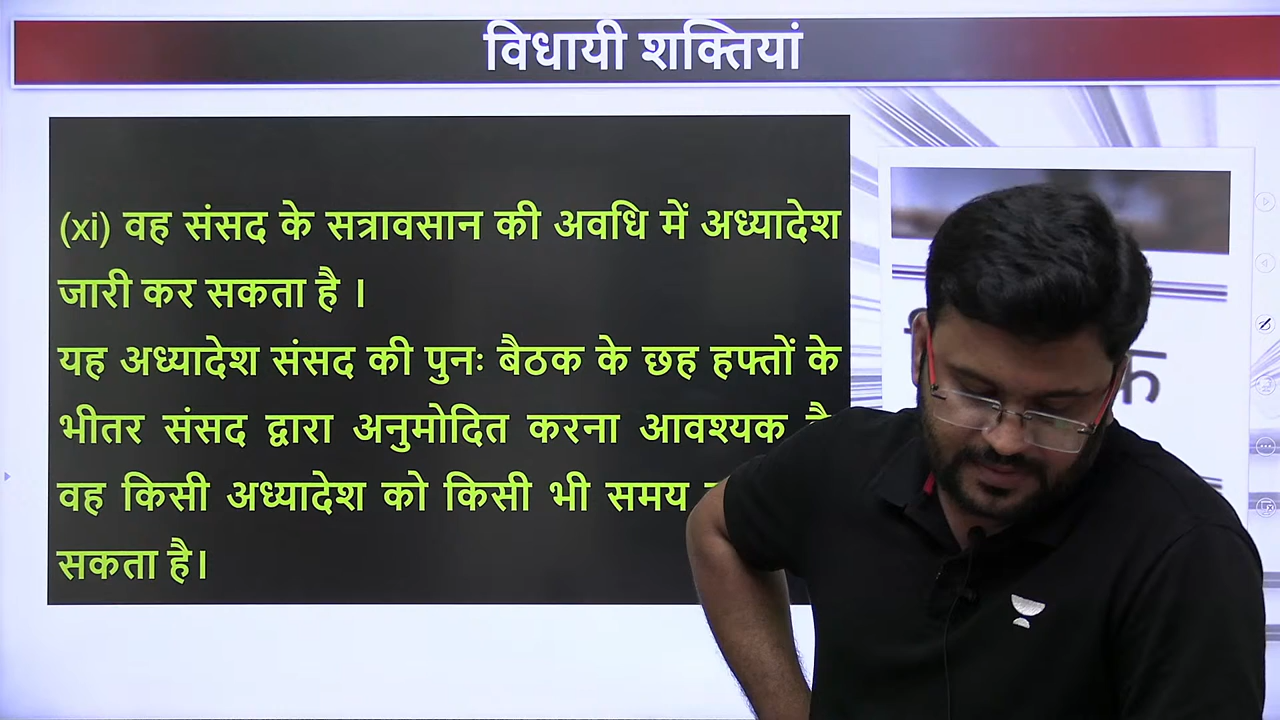 विधायी शक्तियां
(xi) वह संसद के सत्रावसान की अवधि में अध्यादेश
जारी कर सकता है ।
यह अध्यादेश संसद की पुनः बैठक के छह हफ्तों के
भीतर संसद द्वारा अनुमोदित करना आवश्यक
वह किसी अध्यादेश को किसी भी समय
सकता है।